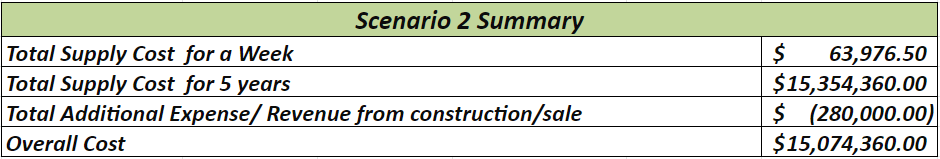 Scenario 2 Summary
Total Supply Cost for a Week $ 63,976.50
Total Supply Cost for 5 years $15,354,360.00
Total Additional Expense/ Revenue from construction/sale $ (280,000.00)
Overall Cost $15,074,360.00